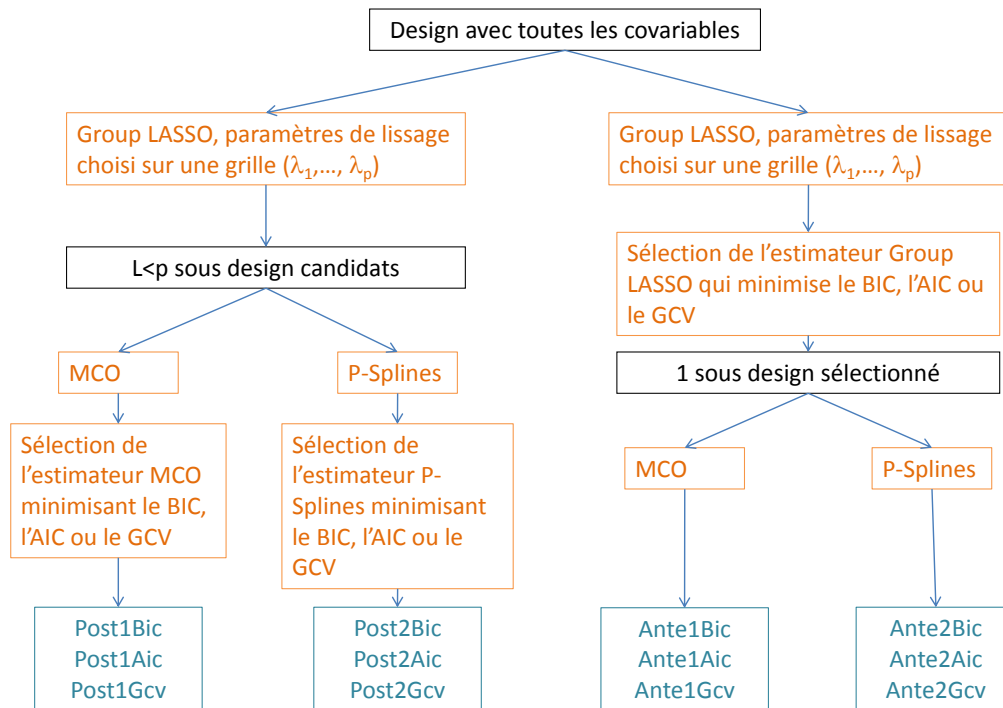 Design avec toutes les covariables
Group LASSO, paramètres de lissage
choisi sur une grille (λ1,..., λp)
L<p sous design candidats
MCO
P-Splines
Sélection de
l'estimateur MCO
minimisant le BIC,
l'AIC ou le GCV
Sélection de
l'estimateur P-
Splines minimisant
le BIC, l'AIC ou le
GCV
Post1Bic
Post1Aic
Post1Gcv
Post2Bic
Post2Aic
Post2Gcv
Group LASSO, paramètres de lissage
choisi sur une grille (λ1,..., λp)
Sélection de l'estimateur Group
LASSO qui minimise le BIC, l'AIC ou
le GCV
1 sous design sélectionné
MCO
P-Splines
Ante1Bic
Ante1Aic
Ante1Gcv
Ante2Bic
Ante2Aic
Ante2Gcv